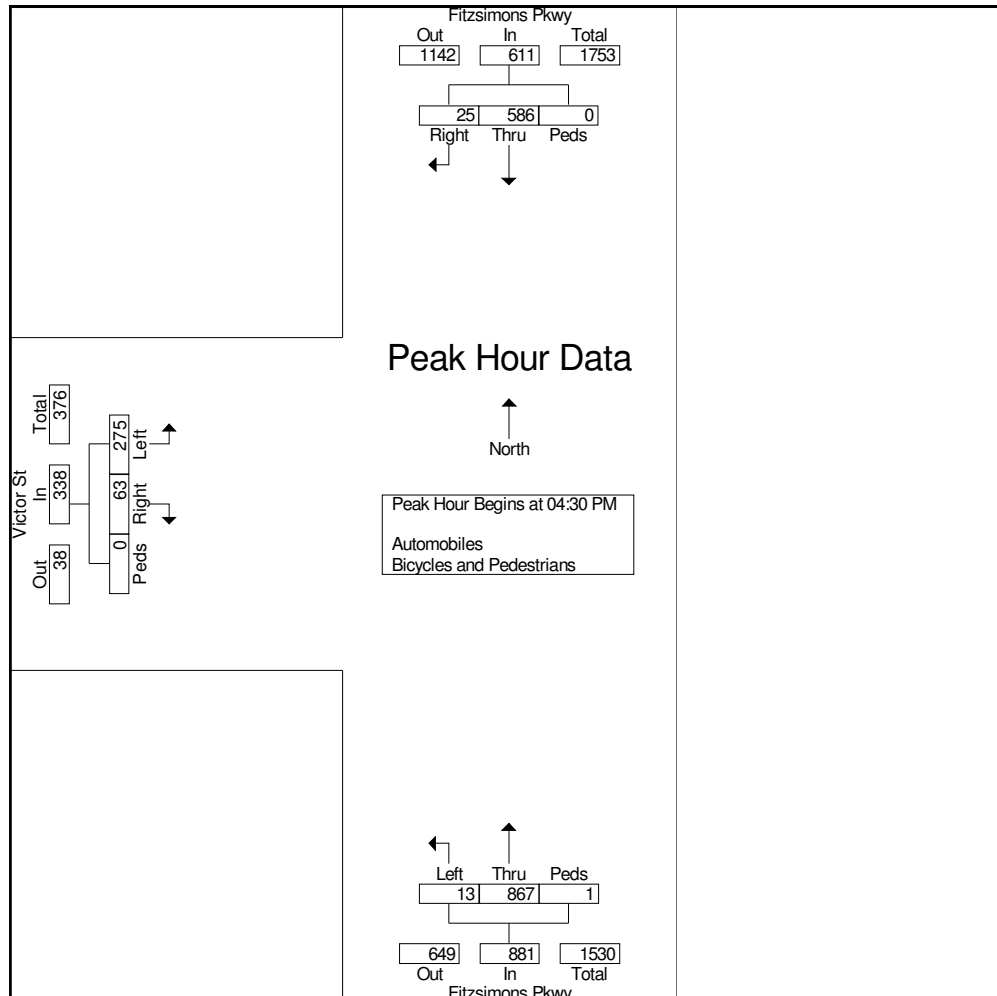 Fitzsimons Pkwy
Out In Total
1142 611 1753
25 586 0
Right Thru Peds
Peak Hour Data
North
Peak Hour Begins at 04:30 PM
Automobiles
Bicycles and Pedestrians
Victor St
Out In Total
38 338 376
0 63 275
Peds Right Left
Left Thru Peds
13 867 1
649 881 1530
Out In Total
Fitzsimons Pkwy